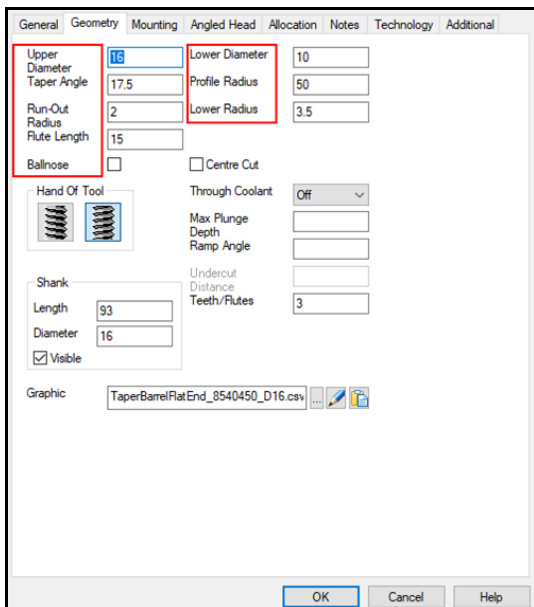 General Geometry Mounting Angled Head Allocation Notes Technology Additional
Upper Diameter 16 Lower Diameter 10
Taper Angle 17.5 Profile Radius 50
Run-Out Radius 2 Lower Radius 3.5
Flute Length 15
Ballnose Centre Cut
Hand Of Tool Through Coolant Off
Max Plunge Depth
Ramp Angle
Undercut Distance
Shank
Teeth/Flutes 3
Length 93
Diameter 16
Visible
Graphic TaperBarrelFlatEnd_8540450_D16.csv ...
OK Cancel Help